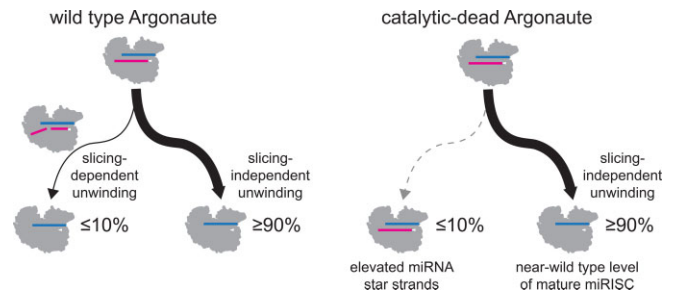 wild type Argonaute
slicing-
dependent
unwinding
≤10%
slicing-
independent
unwinding
≥90%
catalytic-dead Argonaute
≤10%
elevated miRNA
star strands
slicing-
independent
unwinding
≥90%
near-wild type level
of mature miRISC